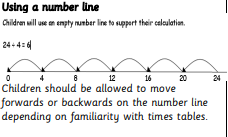 Using a number line
Children will use an empty number line to support their calculation.
24 ÷ 4 = 6
0 4 8 12 16 20 24
Children should be allowed to move
forwards or backwards on the number line
depending on familiarity with times tables.